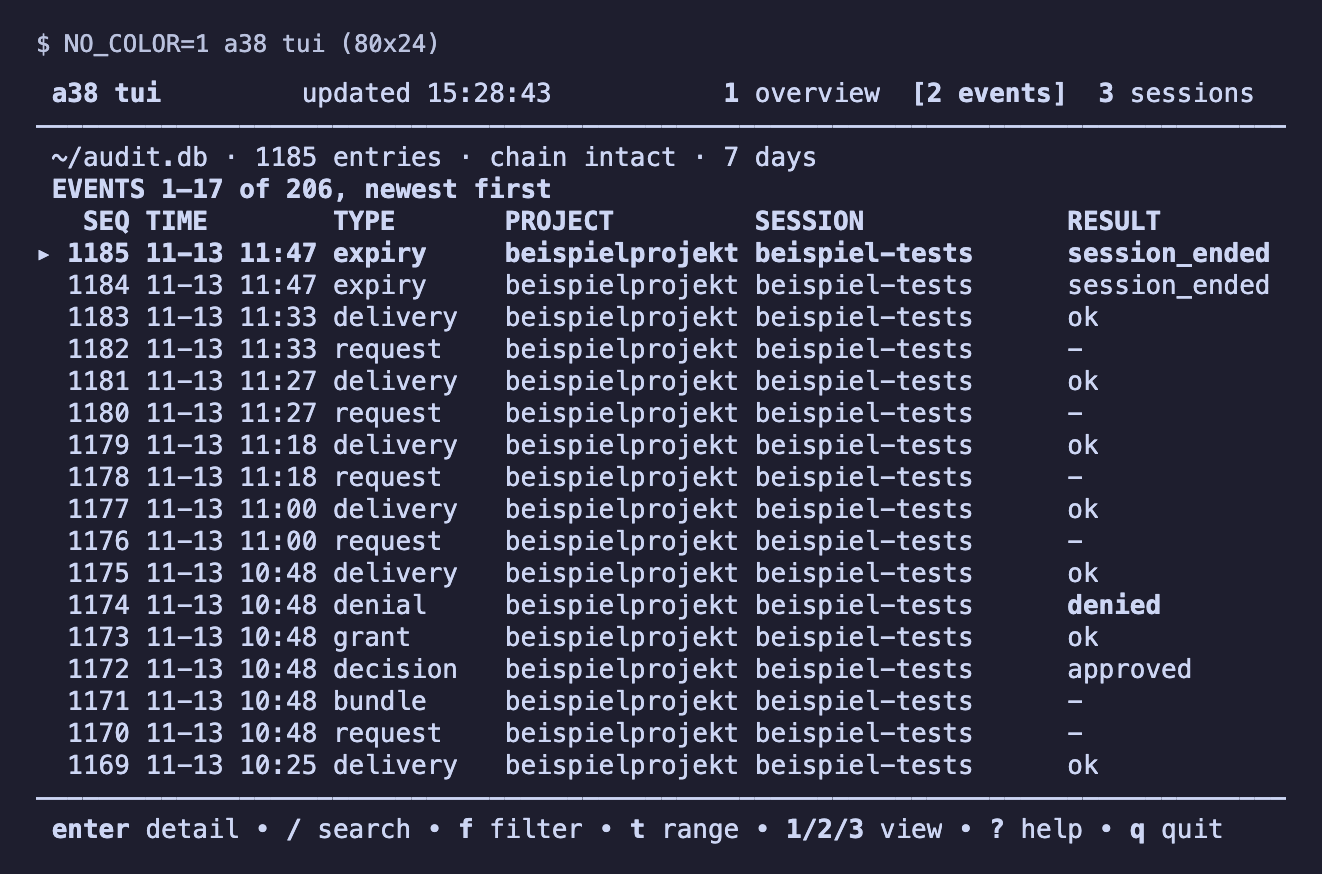 $ NO_COLOR=1 a38 tui (80x24)
a38 tui updated 15:28:43 1 overview [2 events] 3 sessions
~/audit.db · 1185 entries · chain intact · 7 days
EVENTS 1–17 of 206, newest first
SEQ TIME TYPE PROJECT SESSION RESULT
▸ 1185 11-13 11:47 expiry beispielprojekt beispiel-tests session_ended
1184 11-13 11:47 expiry beispielprojekt beispiel-tests session_ended
1183 11-13 11:33 delivery beispielprojekt beispiel-tests ok
1182 11-13 11:33 request beispielprojekt beispiel-tests –
1181 11-13 11:27 delivery beispielprojekt beispiel-tests ok
1180 11-13 11:27 request beispielprojekt beispiel-tests –
1179 11-13 11:18 delivery beispielprojekt beispiel-tests ok
1178 11-13 11:18 request beispielprojekt beispiel-tests –
1177 11-13 11:00 delivery beispielprojekt beispiel-tests ok
1176 11-13 11:00 request beispielprojekt beispiel-tests –
1175 11-13 10:48 delivery beispielprojekt beispiel-tests ok
1174 11-13 10:48 denial beispielprojekt beispiel-tests denied
1173 11-13 10:48 grant beispielprojekt beispiel-tests ok
1172 11-13 10:48 decision beispielprojekt beispiel-tests approved
1171 11-13 10:48 bundle beispielprojekt beispiel-tests –
1170 11-13 10:48 request beispielprojekt beispiel-tests –
1169 11-13 10:25 delivery beispielprojekt beispiel-tests ok
enter detail • / search • f filter • t range • 1/2/3 view • ? help • q quit